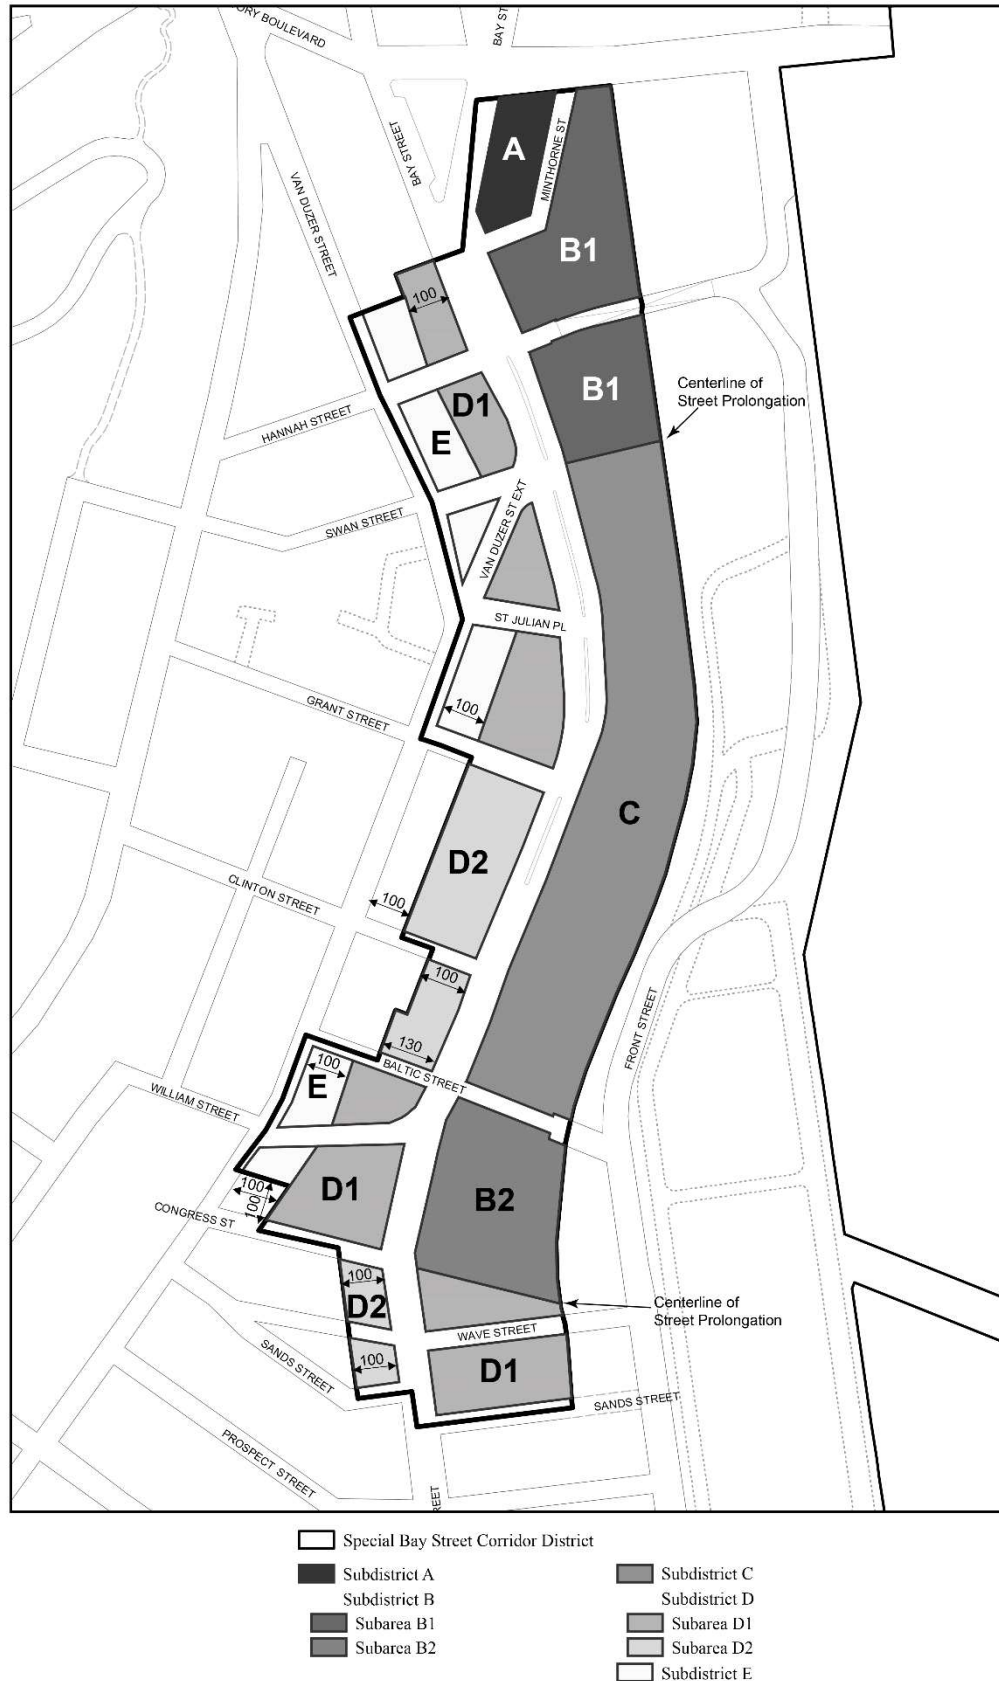 ORY BOULEVARD
BAY ST
BAY STREET
VAN DUZER STREET
A
MINTHORNE ST
B1
100
B1
Centerline of
Street Prolongation
D1
E
HANNAH STREET
SWAN STREET
VAN DUZER ST EXT
ST JULIAN PL
100
GRANT STREET
C
D2
CLINTON STREET
100
100
130
BALTIC STREET
FRONT STREET
100
E
WILLIAM STREET
D1
100
100
CONGRESS ST
B2
100
D2
Centerline of
Street Prolongation
WAVE STREET
SANDS STREET
100
D1
SANDS STREET
PROSPECT STREET
REET
Special Bay Street Corridor District
Subdistrict A
Subdistrict B
Subarea B1
Subarea B2
Subdistrict C
Subdistrict D
Subarea D1
Subarea D2
Subdistrict E